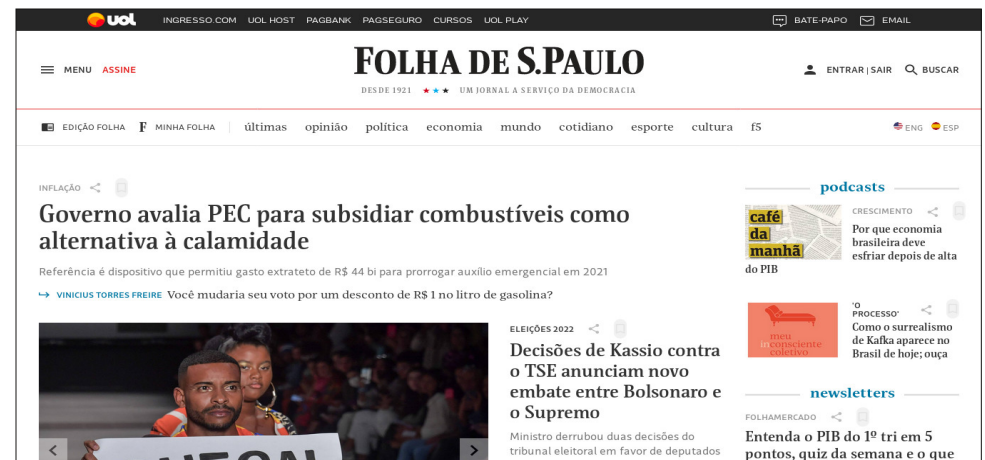 uol INGRESSO.COM UOL HOST PAGBANK PAGSEGURO CURSOS UOL PLAY BATE-PAPO EMAIL
MENU ASSINE FOLHA DE S.PAULO ENTRAR | SAIR BUSCAR
DESDE 1921 ★ ★ ★ UM JORNAL A SERVIÇO DA DEMOCRACIA
EDIÇÃO FOLHA F MINHA FOLHA últimas opinião política economia mundo cotidiano esporte cultura f5 ENG ESP
INFLAÇÃO
Governo avalia PEC para subsidiar combustíveis como
alternativa à calamidade
Referência é dispositivo que permitiu gasto extrateto de R$ 44 bi para prorrogar auxílio emergencial em 2021
VINICIUS TORRES FREIRE Você mudaria seu voto por um desconto de R$ 1 no litro de gasolina?
ELEIÇÕES 2022
Decisões de Kassio contra
o TSE anunciam novo
embate entre Bolsonaro e
o Supremo
Ministro derrubou duas decisões do
tribunal eleitoral em favor de deputados
podcasts
café
da
manhã
CRESCIMENTO
Por que economia
brasileira deve
esfriar depois de alta
do PIB
meu
inconsciente
coletivo
'O
PROCESSO'
Como o surrealismo
de Kafka aparece no
Brasil de hoje; ouça
newsletters
FOLHAMERCADO
Entenda o PIB do 1º tri em 5
pontos, quiz da semana e o que